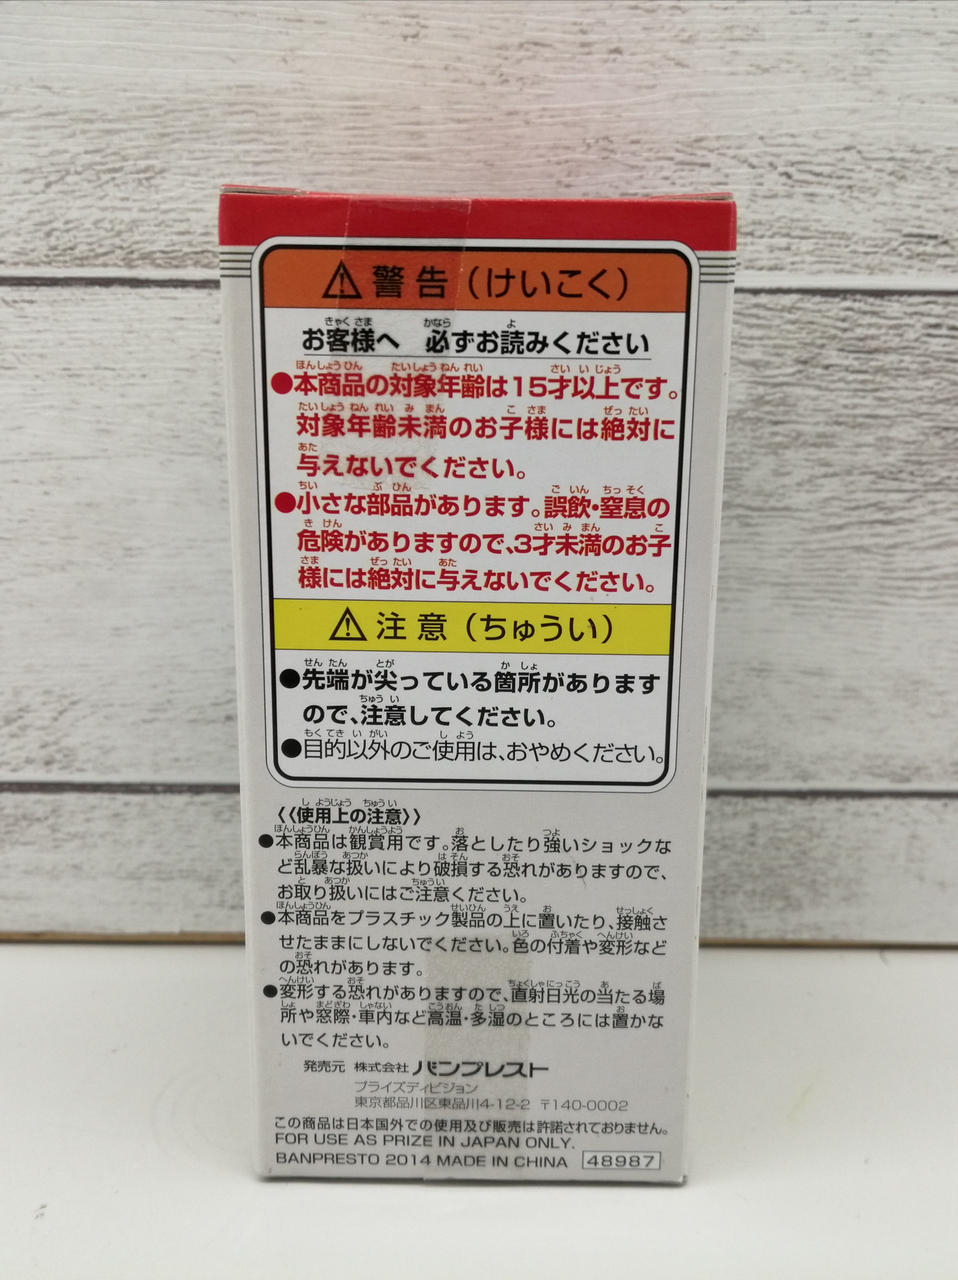 ⚠ 警告（けいこく）
お客様へ 必ずお読みください
●本商品の対象年齢は15才以上です。
対象年齢未満のお子様には絶対に
与えないでください。
●小さな部品があります。誤飲・窒息の
危険がありますので、3才未満のお子
様には絶対に与えないでください。
⚠ 注意（ちゅうい）
●先端が尖っている箇所があります
ので、注意してください。
●目的以外のご使用は、おやめください。
《使用上の注意》
●本商品は観賞用です。落としたり強いショックな
ど乱暴な扱いにより破損する恐れがありますので、
お取り扱いにはご注意ください。
●本商品をプラスチック製品の上に置いたり、接触さ
せたままにしないでください。色の付着や変形など
の恐れがあります。
●変形する恐れがありますので、直射日光の当たる場
所や窓際・車内など高温・多湿のところには置かな
いでください。
発売元 株式会社 バンプレスト
プライズディビジョン
東京都品川区東品川4-12-2 〒140-0002
この商品は日本国外での使用及び販売は許諾されておりません。
FOR USE AS PRIZE IN JAPAN ONLY.
BANPRESTO 2014 MADE IN CHINA 48987